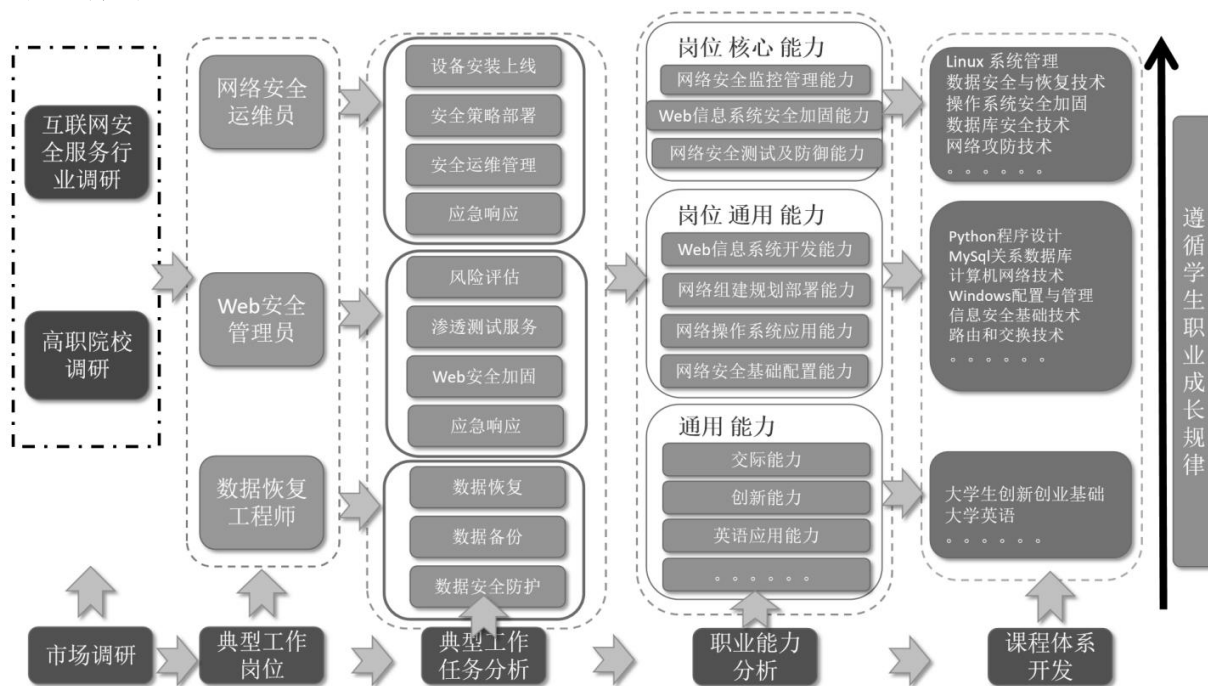 互联网安
全服务行
业调研
高职院校
调研
网络安全
运维员
Web安全
管理员
数据恢复
工程师
设备安装上线
安全策略部署
安全运维管理
应急响应
风险评估
渗透测试服务
Web安全加固
应急响应
数据恢复
数据备份
数据安全防护
岗位 核心 能力
网络安全监控管理能力
Web信息系统安全加固能力
网络安全测试及防御能力
岗位 通用 能力
Web信息系统开发能力
网络组建规划部署能力
网络操作系统应用能力
网络安全基础配置能力
通用 能力
交际能力
创新能力
英语应用能力
。。。。。。
Linux 系统管理
数据安全与恢复技术
操作系统安全加固
数据库安全技术
网络攻防技术
。。。。。。
Python程序设计
MySql关系数据库
计算机网络技术
Windows配置与管理
信息安全基础技术
路由和交换技术
。。。。。。
大学生创新创业基础
大学英语
。。。。。。
遵循学生职业成长规律
市场调研
典型工作
岗位
典型工作
任务分析
职业能力
分析
课程体系
开发